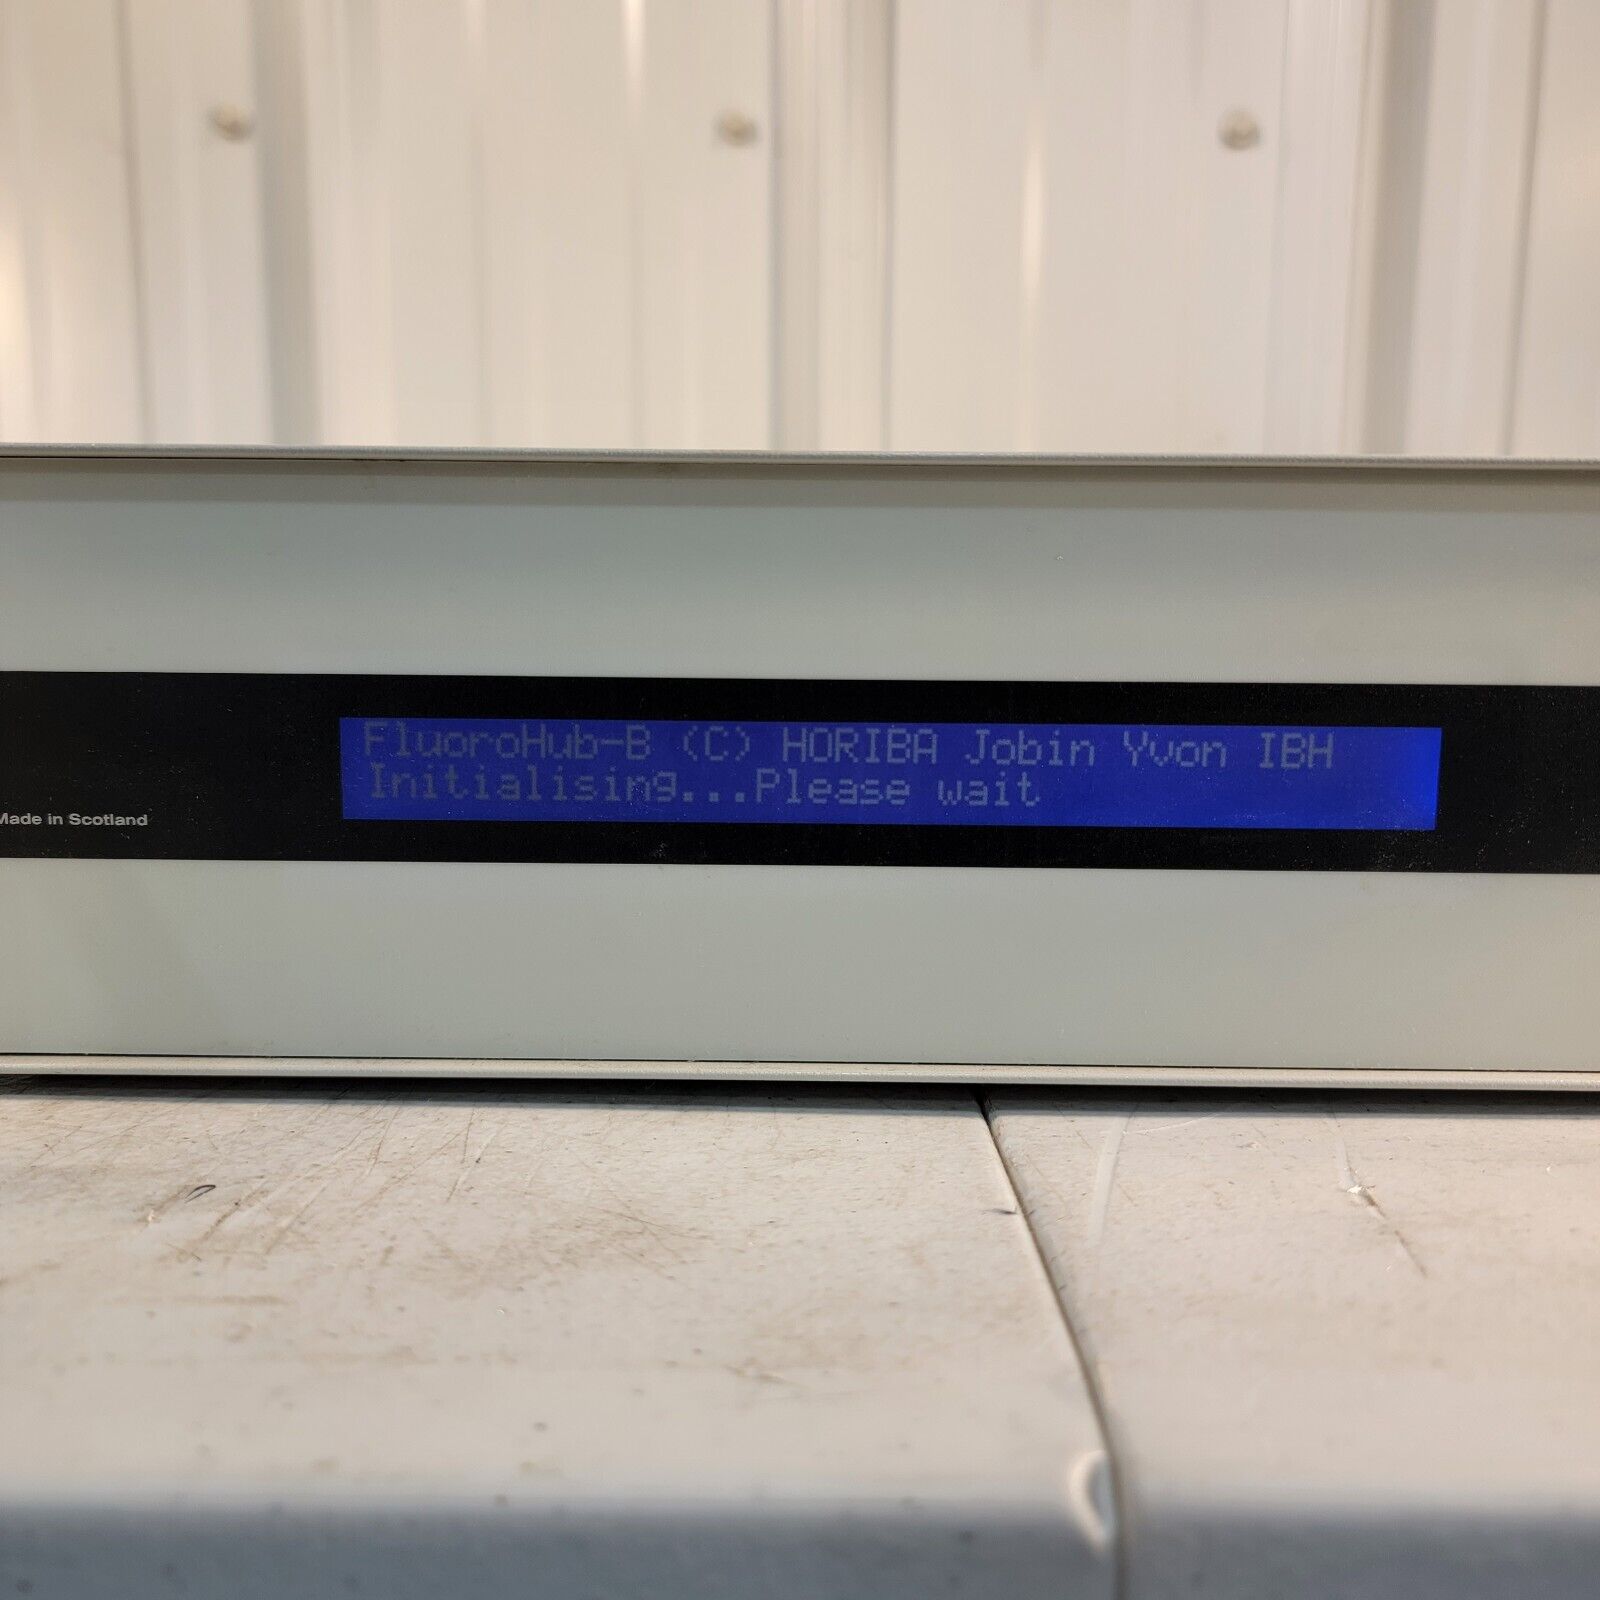 FluoroHub-B (C) HORIBA Jobin Yvon IBH
Initialising...Please wait
Made in Scotland